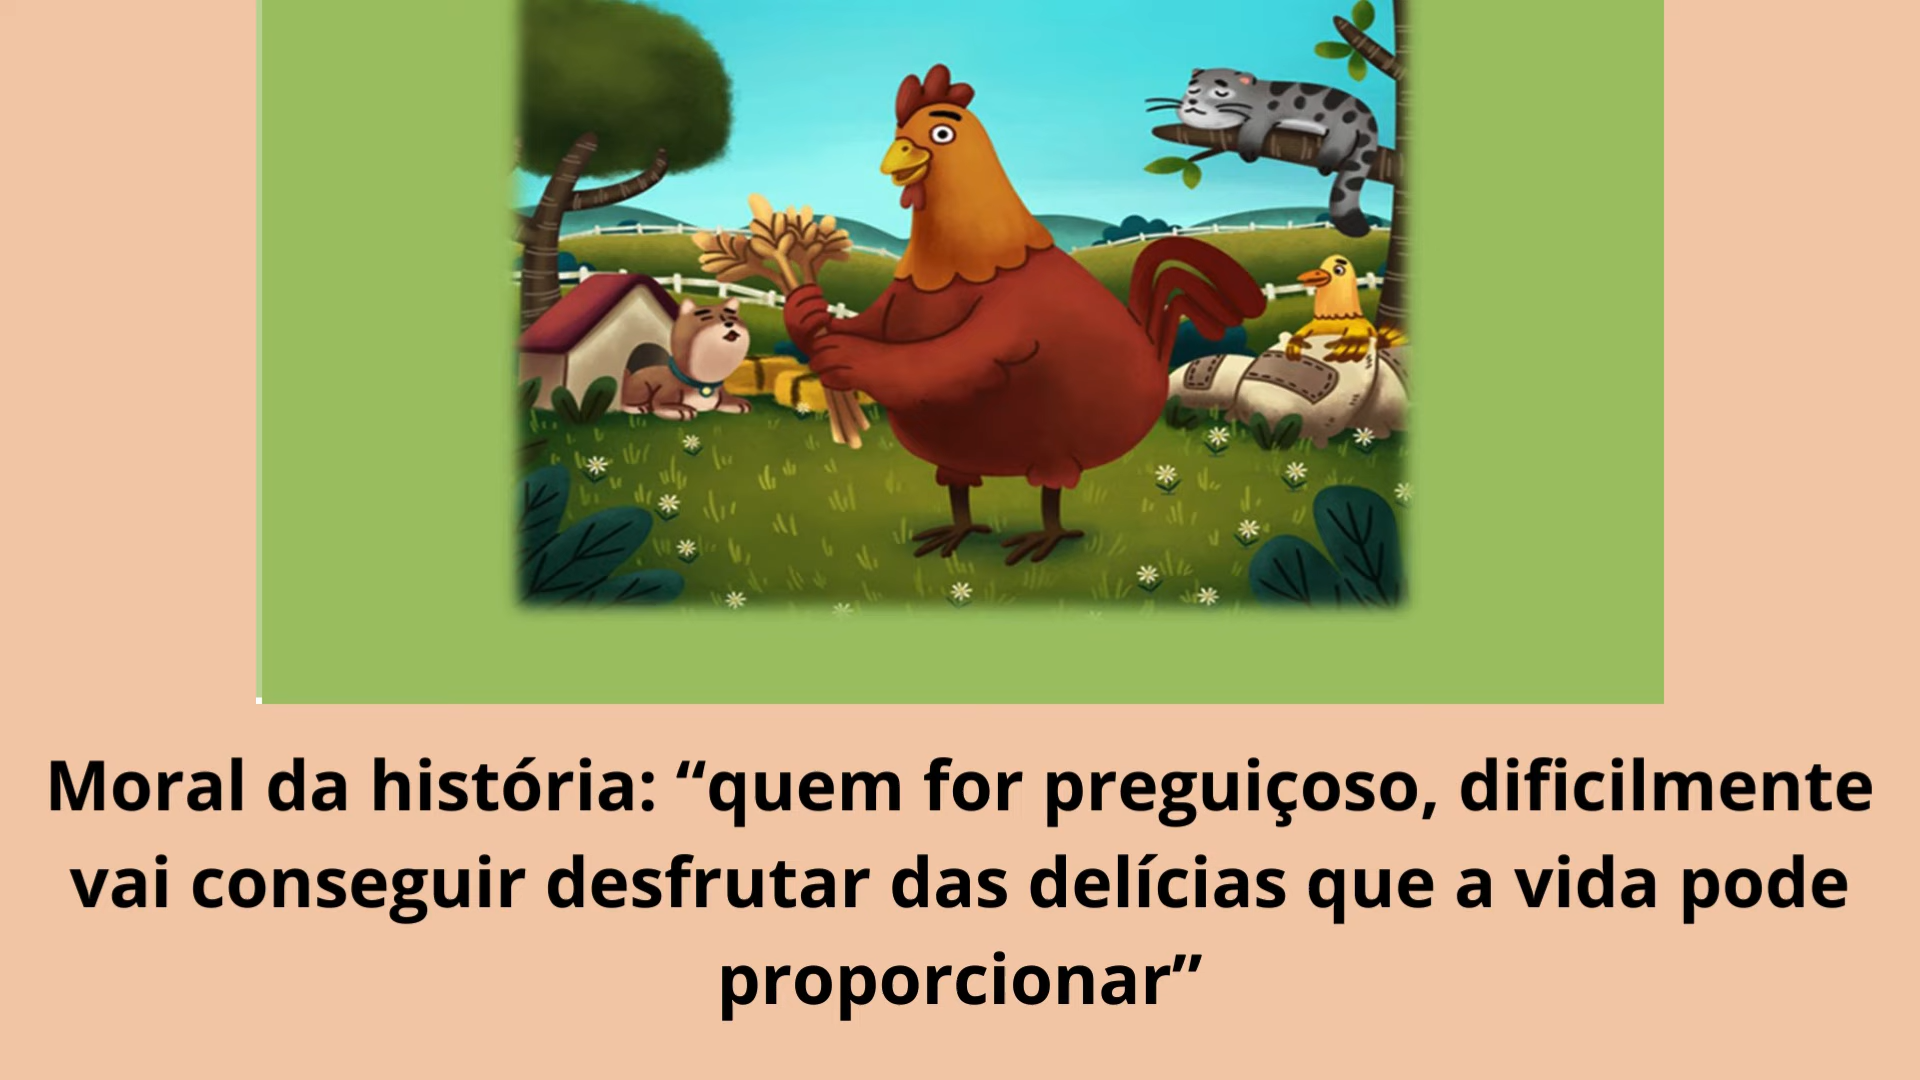 Moral da história: “quem for preguiçoso, dificilmente
vai conseguir desfrutar das delícias que a vida pode
proporcionar”